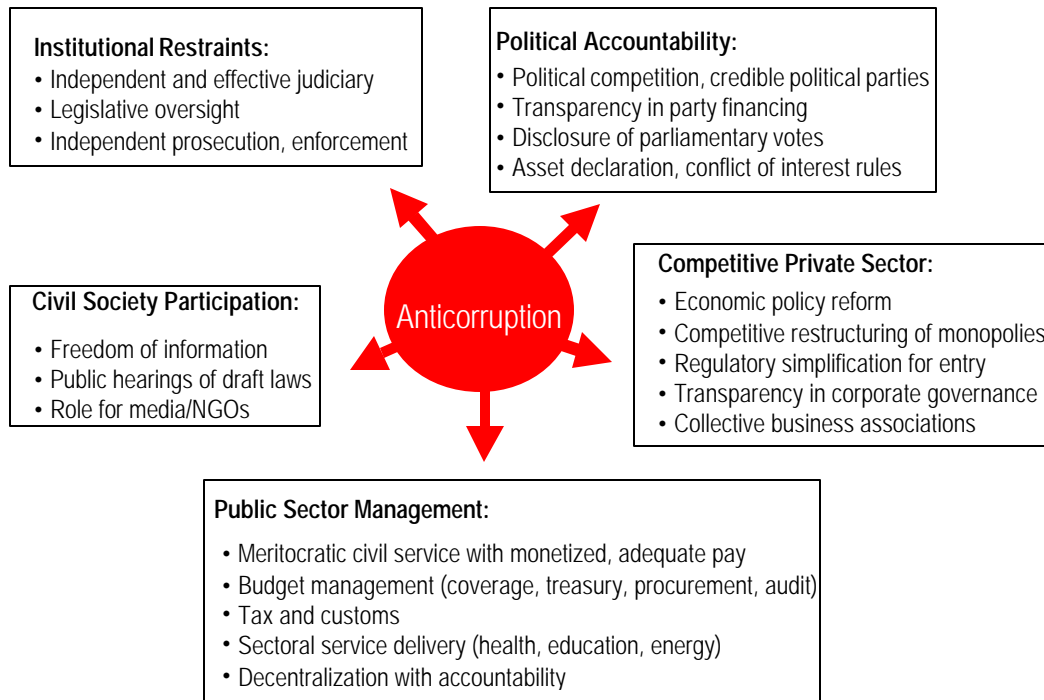 Institutional Restraints:
• Independent and effective judiciary
• Legislative oversight
• Independent prosecution, enforcement
Political Accountability:
• Political competition, credible political parties
• Transparency in party financing
• Disclosure of parliamentary votes
• Asset declaration, conflict of interest rules
Anticorruption
Civil Society Participation:
• Freedom of information
• Public hearings of draft laws
• Role for media/NGOs
Competitive Private Sector:
• Economic policy reform
• Competitive restructuring of monopolies
• Regulatory simplification for entry
• Transparency in corporate governance
• Collective business associations
Public Sector Management:
• Meritocratic civil service with monetized, adequate pay
• Budget management (coverage, treasury, procurement, audit)
• Tax and customs
• Sectoral service delivery (health, education, energy)
• Decentralization with accountability